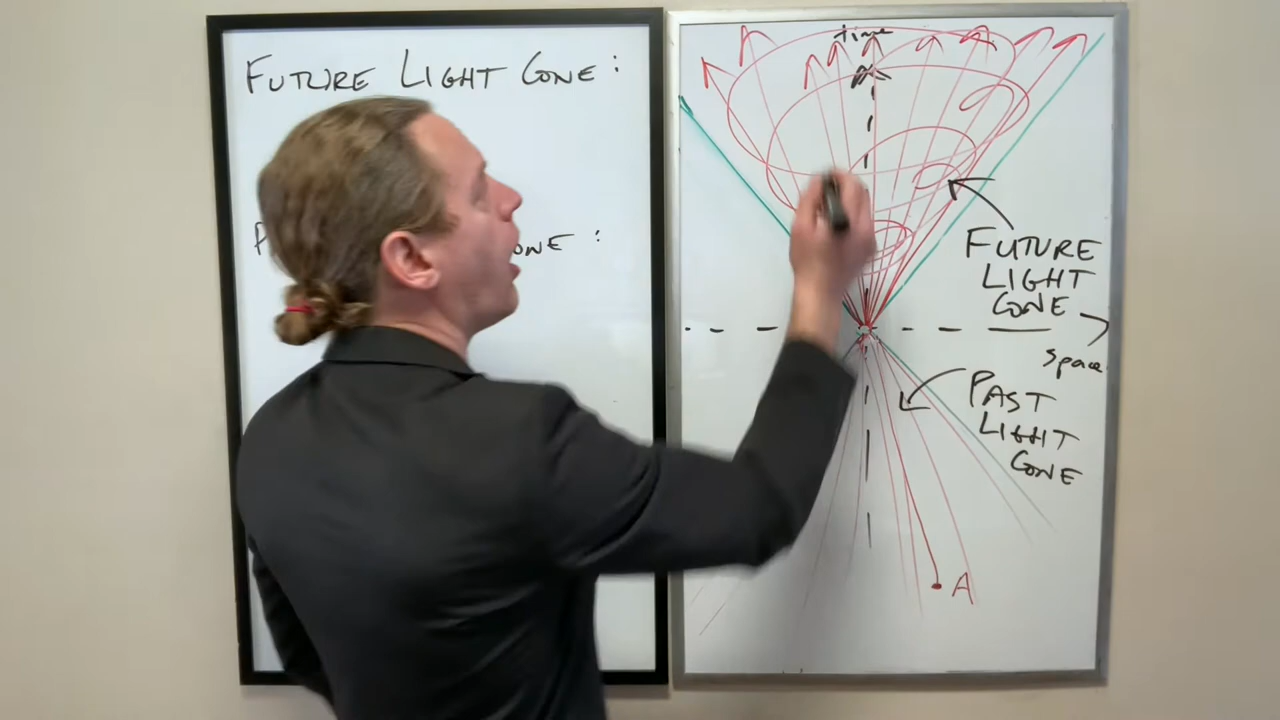 FUTURE LIGHT CONE :
ONE :
time
FUTURE
LIGHT
CONE
space
PAST
LIGHT
CONE
A